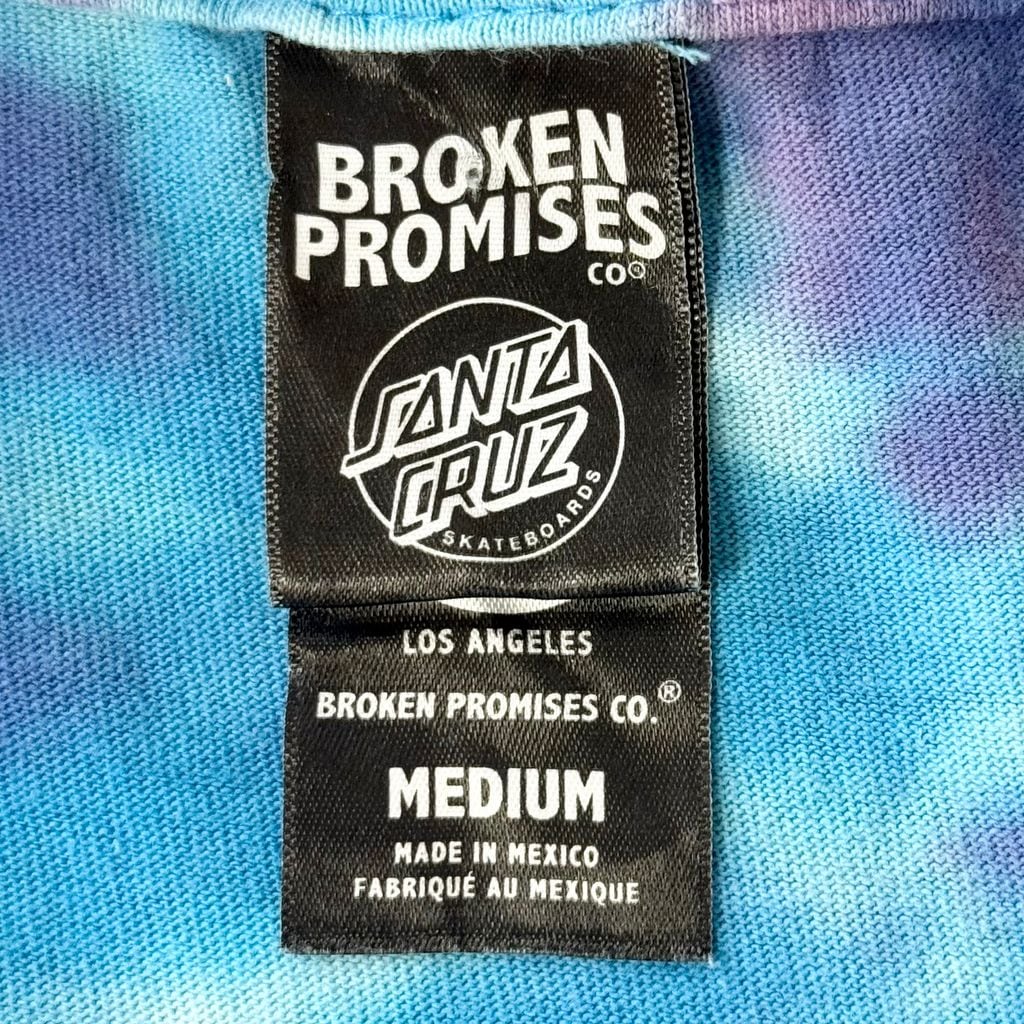 BROKEN
PROMISES
CO®
SANTA
CRUZ
SKATEBOARDS
LOS ANGELES
BROKEN PROMISES CO.®
MEDIUM
MADE IN MEXICO
FABRIQUÉ AU MEXIQUE